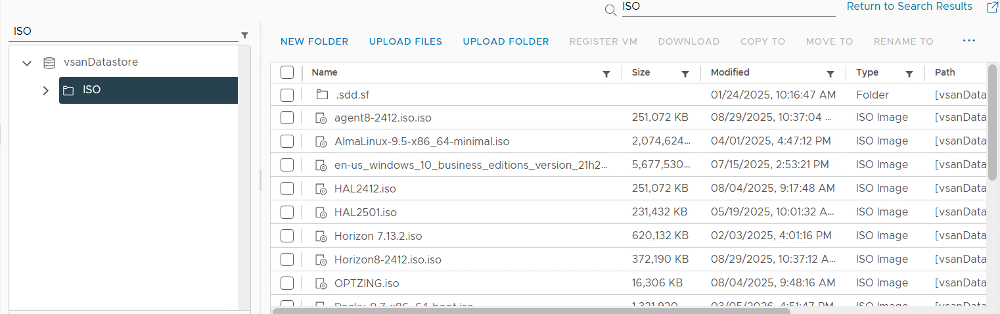 ISO
Return to Search Results
ISO
NEW FOLDER UPLOAD FILES UPLOAD FOLDER REGISTER VM DOWNLOAD COPY TO MOVE TO RENAME TO ...
vsanDatastore
ISO
Name Size Modified Type Path
.sdd.sf 01/24/2025, 10:16:47 AM Folder [vsanData
agent8-2412.iso.iso 251,072 KB 08/29/2025, 10:37:04 ... ISO Image [vsanData
AlmaLinux-9.5-x86_64-minimal.iso 2,074,624... 04/01/2025, 4:47:12 PM ISO Image [vsanData
en-us_windows_10_business_editions_version_21h2... 5,677,530... 07/15/2025, 2:53:21 PM ISO Image [vsanData
HAL2412.iso 251,072 KB 08/04/2025, 9:17:48 AM ISO Image [vsanData
HAL2501.iso 231,432 KB 05/19/2025, 10:01:32 A... ISO Image [vsanData
Horizon 7.13.2.iso 620,132 KB 02/03/2025, 4:01:16 PM ISO Image [vsanData
Horizon8-2412.iso.iso 372,190 KB 08/29/2025, 10:37:12 A... ISO Image [vsanData
OPTZING.iso 16,306 KB 08/04/2025, 9:48:16 AM ISO Image [vsanData
Rocky-9.7-x86_64-boot.iso 1,321,920... 03/05/2026, 4:51:47 PM ISO Image [vsanData